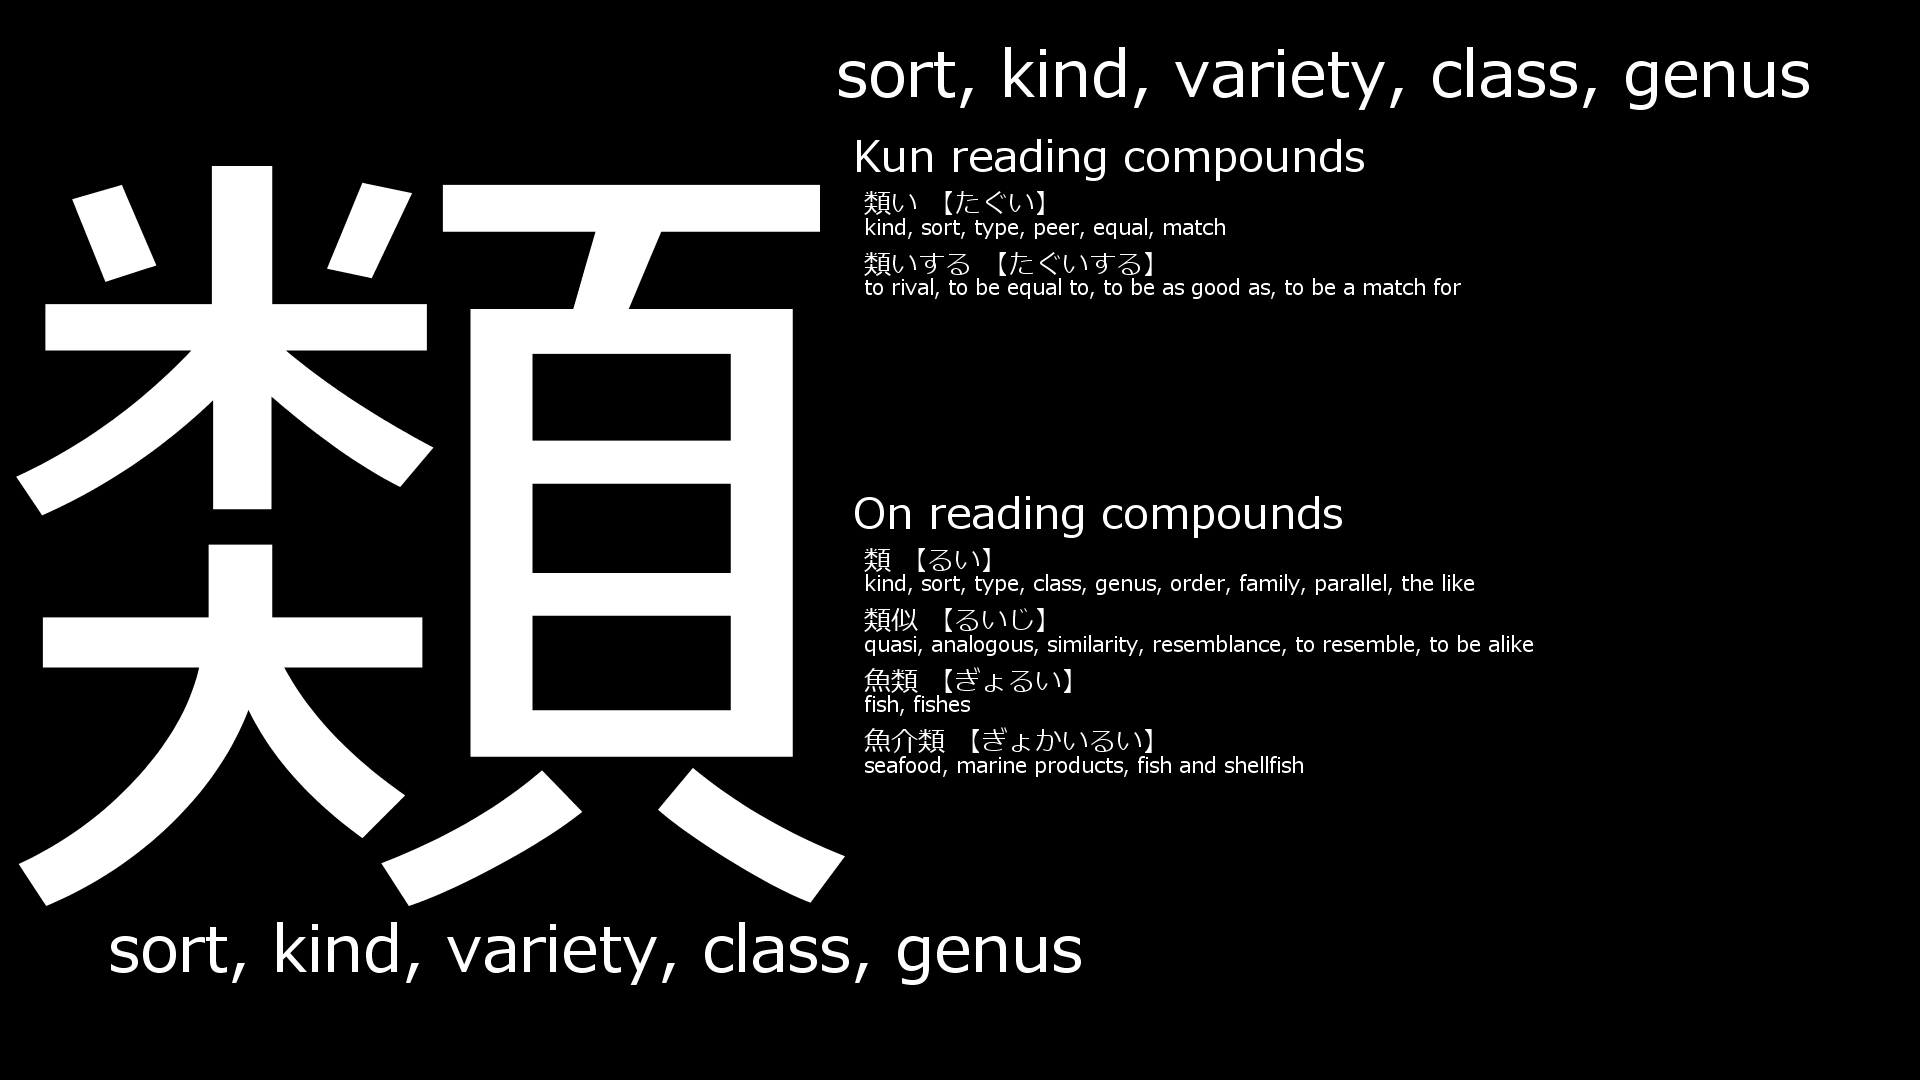 類
sort, kind, variety, class, genus
Kun reading compounds
類い 【たぐい】
kind, sort, type, peer, equal, match
類いする 【たぐいする】
to rival, to be equal to, to be as good as, to be a match for
On reading compounds
類 【るい】
kind, sort, type, class, genus, order, family, parallel, the like
類似 【るいじ】
quasi, analogous, similarity, resemblance, to resemble, to be alike
魚類 【ぎょるい】
fish, fishes
魚介類 【ぎょかいるい】
seafood, marine products, fish and shellfish
sort, kind, variety, class, genus